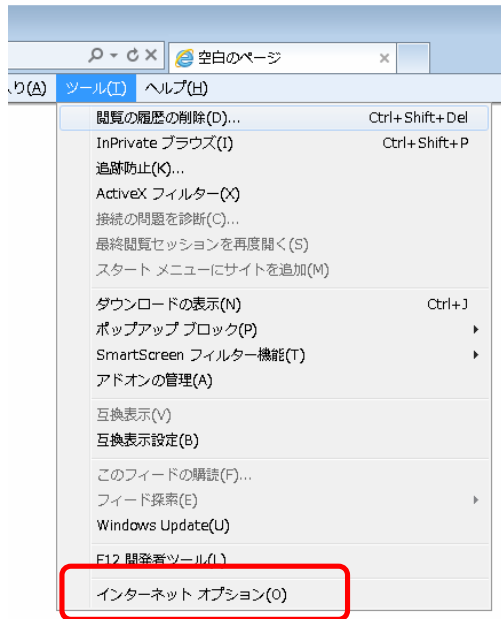 空白のページ
り(A) ツール(T) ヘルプ(H)
閲覧の履歴の削除(D)... Ctrl+Shift+Del
InPrivate ブラウズ(I) Ctrl+Shift+P
追跡防止(K)...
ActiveX フィルター(X)
接続の問題を診断(C)...
最終閲覧セッションを再度開く(S)
スタート メニューにサイトを追加(M)
ダウンロードの表示(N) Ctrl+J
ポップアップ ブロック(P)
SmartScreen フィルター機能(T)
アドオンの管理(A)
互換表示(V)
互換表示設定(B)
このフィードの購読(F)...
フィード探索(E)
Windows Update(U)
F12 開発者ツール(L)
インターネット オプション(O)